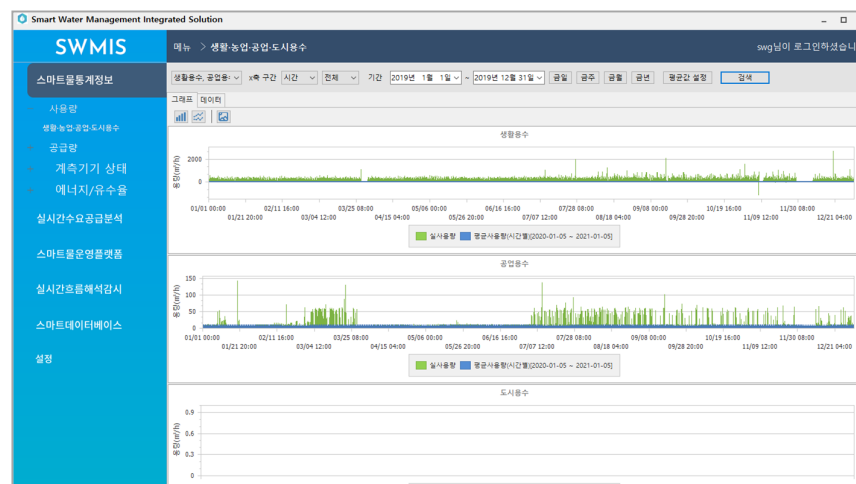 Smart Water Management Integrated Solution
SWMIS
메뉴 > 생활·농업·공업·도시용수
swg님이 로그인하셨습니
스마트물통계정보
사용량
생활·농업·공업·도시용수
공급량
계측기기 상태
에너지/유수율
실시간수요공급분석
스마트물운영플랫폼
실시간흐름해석감시
스마트데이터베이스
설정
생활용수, 공업용 x축 구간 시간 전체 기간 2019년 1월 1일 ~ 2019년 12월 31일 금일 금주 금월 금년 평균값 설정 검색
그래프 데이터
생활용수
용량(㎥/h)
2000
0
01/01 00:00 02/11 16:00 03/25 08:00 05/06 00:00 06/16 16:00 07/28 08:00 09/08 00:00 10/19 16:00 11/30 08:00
01/21 20:00 03/04 12:00 04/15 04:00 05/26 20:00 07/07 12:00 08/18 04:00 09/28 20:00 11/09 12:00 12/21 04:00
실사용량 평균사용량(시간별)[2020-01-05 ~ 2021-01-05]
공업용수
용량(㎥/h)
150
100
50
0
01/01 00:00 02/11 16:00 03/25 08:00 05/06 00:00 06/16 16:00 07/28 08:00 09/08 00:00 10/19 16:00 11/30 08:00
01/21 20:00 03/04 12:00 04/15 04:00 05/26 20:00 07/07 12:00 08/18 04:00 09/28 20:00 11/09 12:00 12/21 04:00
실사용량 평균사용량(시간별)[2020-01-05 ~ 2021-01-05]
도시용수
용량(㎥/h)
0.9
0.6
0.3
0